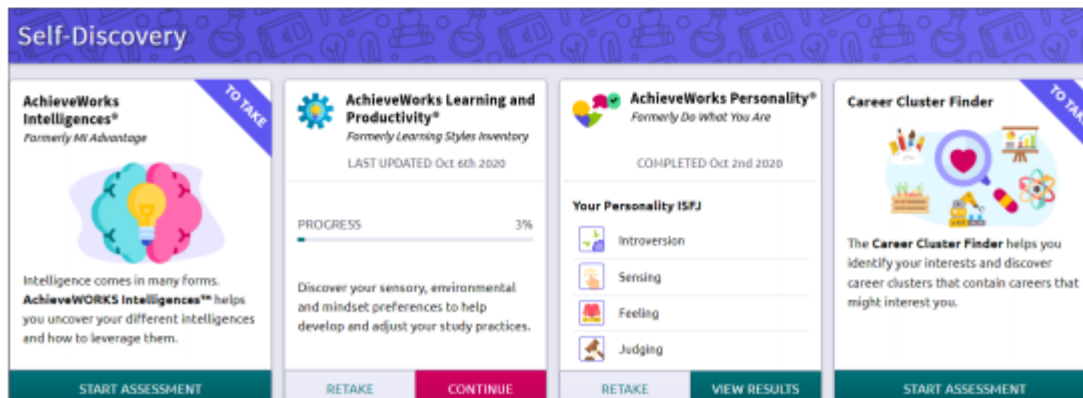 Self-Discovery
TO TAKE
AchieveWorks
Intelligences®
Formerly MI Advantage
Intelligence comes in many forms.
AchieveWORKS Intelligences™ helps
you uncover your different intelligences
and how to leverage them.
START ASSESSMENT
AchieveWorks Learning and
Productivity®
Formerly Learning Styles Inventory
LAST UPDATED Oct 6th 2020
PROGRESS 3%
Discover your sensory, environmental
and mindset preferences to help
develop and adjust your study practices.
RETAKE CONTINUE
AchieveWorks Personality®
Formerly Do What You Are
COMPLETED Oct 2nd 2020
Your Personality ISFJ
Introversion
Sensing
Feeling
Judging
RETAKE VIEW RESULTS
TO TAKE
Career Cluster Finder
The Career Cluster Finder helps you
identify your interests and discover
career clusters that contain careers that
might interest you.
START ASSESSMENT